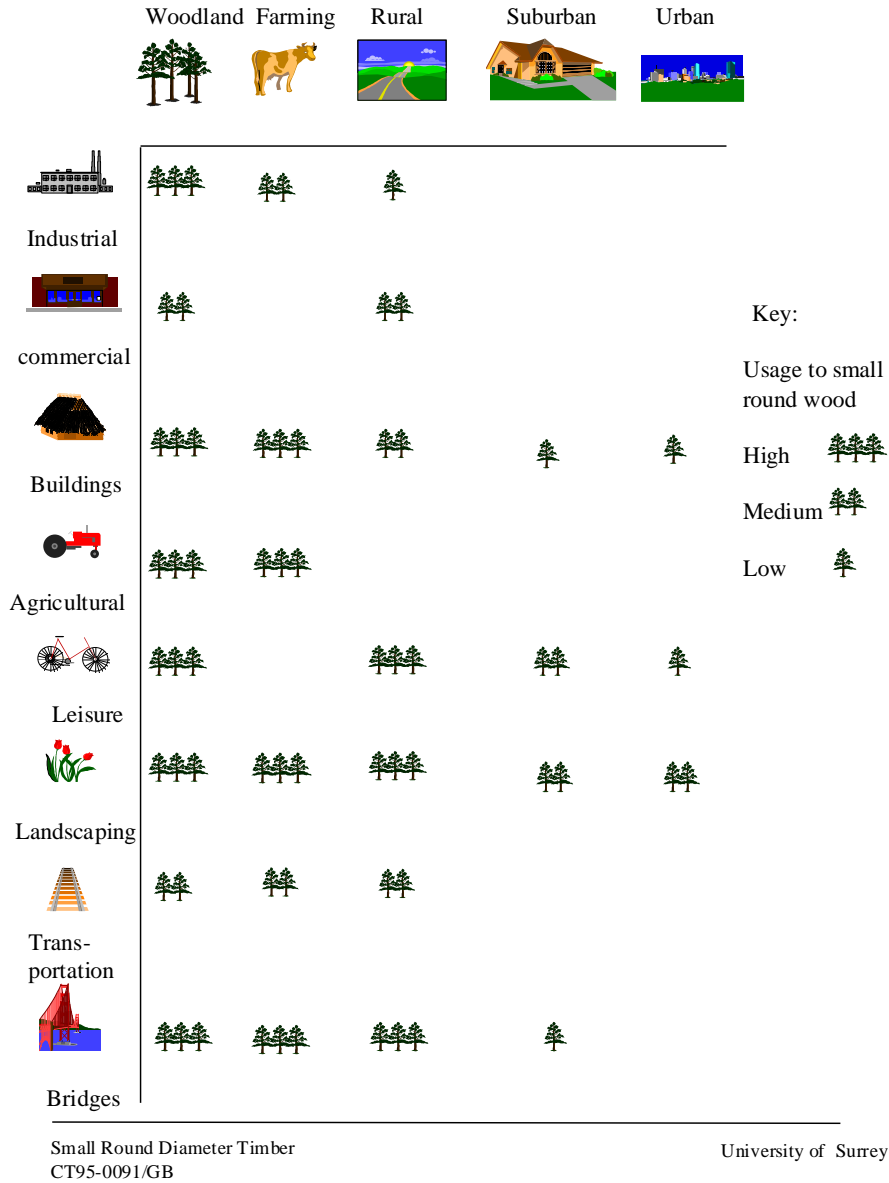 Woodland Farming Rural Suburban Urban
Industrial
commercial
Key:
Usage to small
round wood
Buildings
High
Medium
Low
Agricultural
Leisure
Landscaping
Trans-
portation
Bridges
Small Round Diameter Timber
CT95-0091/GB
University of Surrey